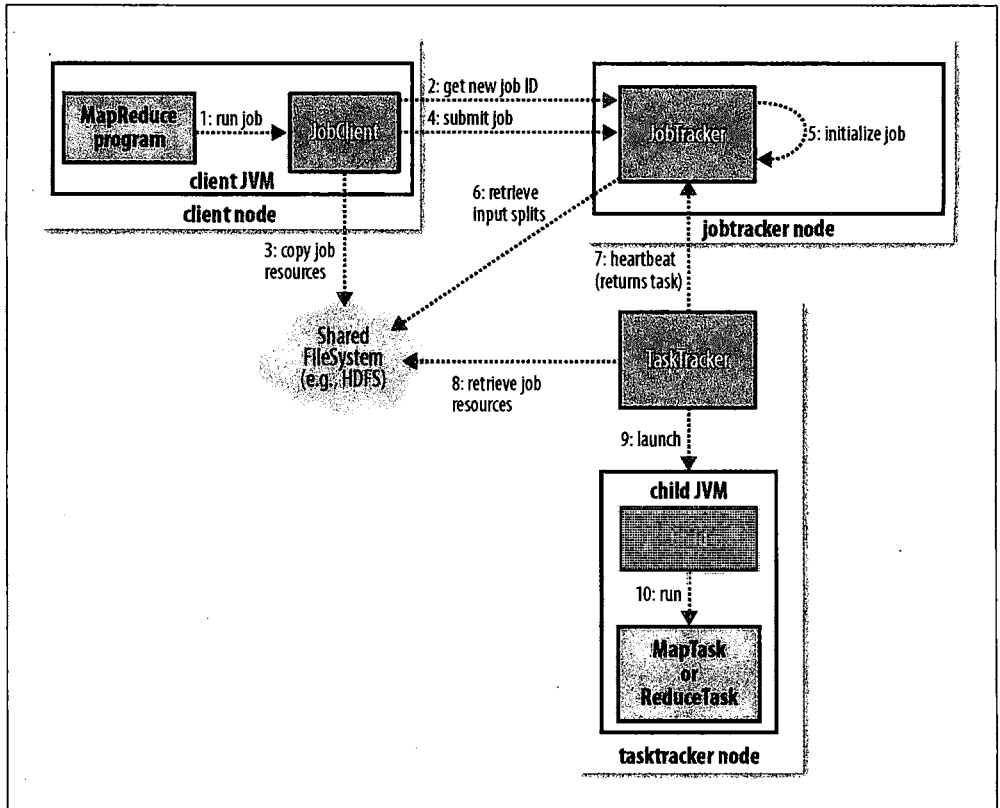 MapReduce
program
1: run job
JobClient
client JVM
client node
2: get new job ID
4: submit job
JobTracker
5: initialize job
jobtracker node
3: copy job
resources
6: retrieve
input splits
7: heartbeat
(returns task)
Shared
FileSystem
(e.g., HDFS)
8: retrieve job
resources
TaskTracker
9: launch
child JVM
10: run
MapTask
or
ReduceTask
tasktracker node